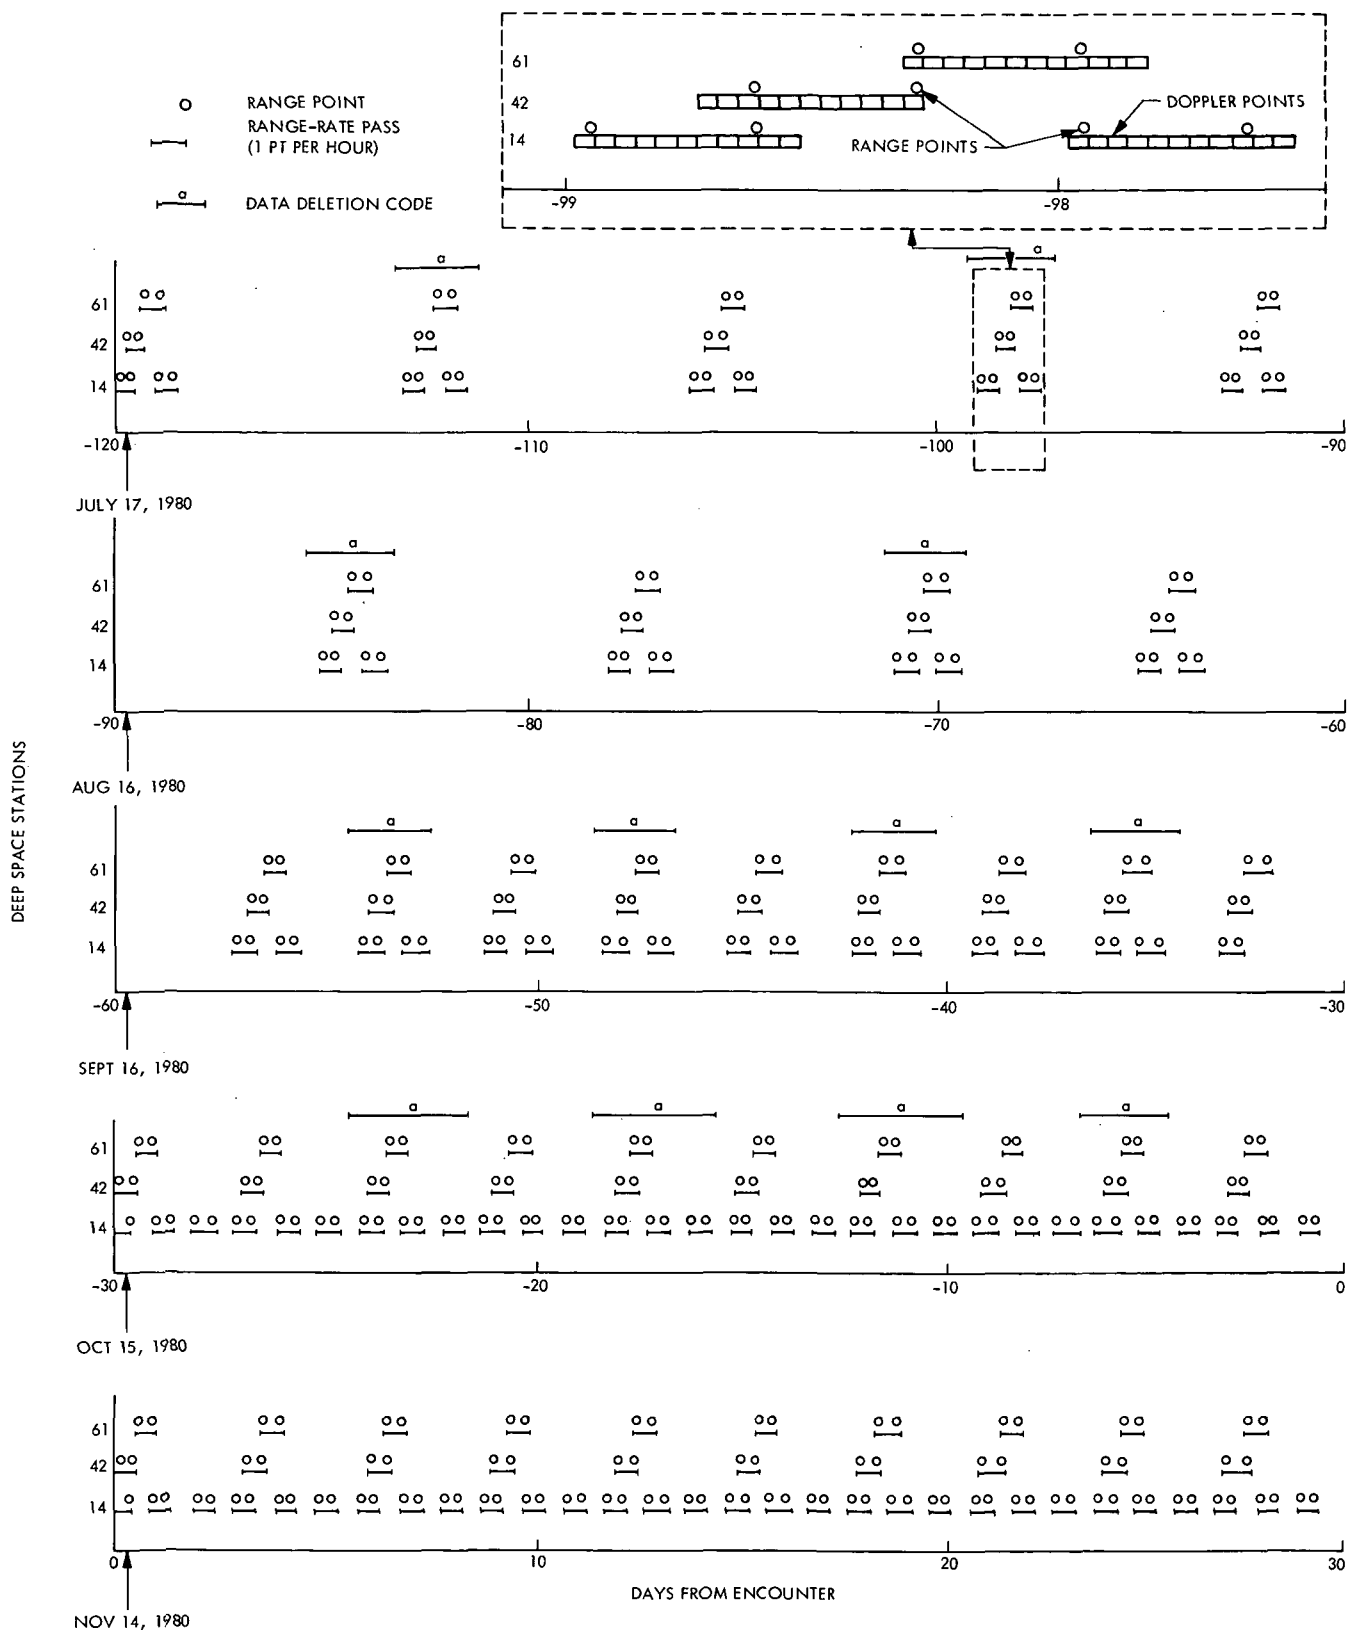 RANGE POINT
RANGE-RATE PASS
(1 PT PER HOUR)
a DATA DELETION CODE
61
42
14
DOPPLER POINTS
RANGE POINTS
-99 -98
a a
61
42
14
-120 -110 -100 -90
JULY 17, 1980
a a
61
42
14
-90 -80 -70 -60
AUG 16, 1980
DEEP SPACE STATIONS
a a a a
61
42
14
-60 -50 -40 -30
SEPT 16, 1980
a a a a
61
42
14
-30 -20 -10 0
OCT 15, 1980
61
42
14
0 10 20 30
DAYS FROM ENCOUNTER
NOV 14, 1980